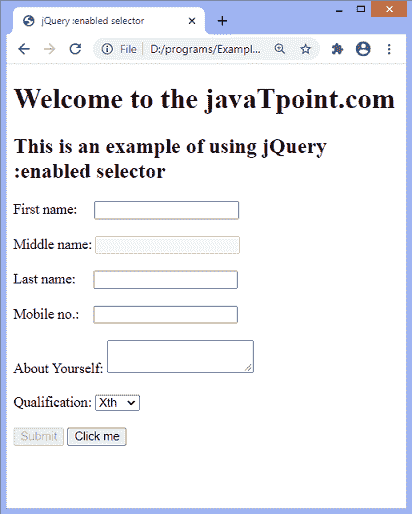 jQuery :enabled selector
File D:/programs/Exampl...
Welcome to the javaTpoint.com
This is an example of using jQuery
:enabled selector
First name:
Middle name:
Last name:
Mobile no.:
About Yourself:
Qualification: Xth
Submit Click me